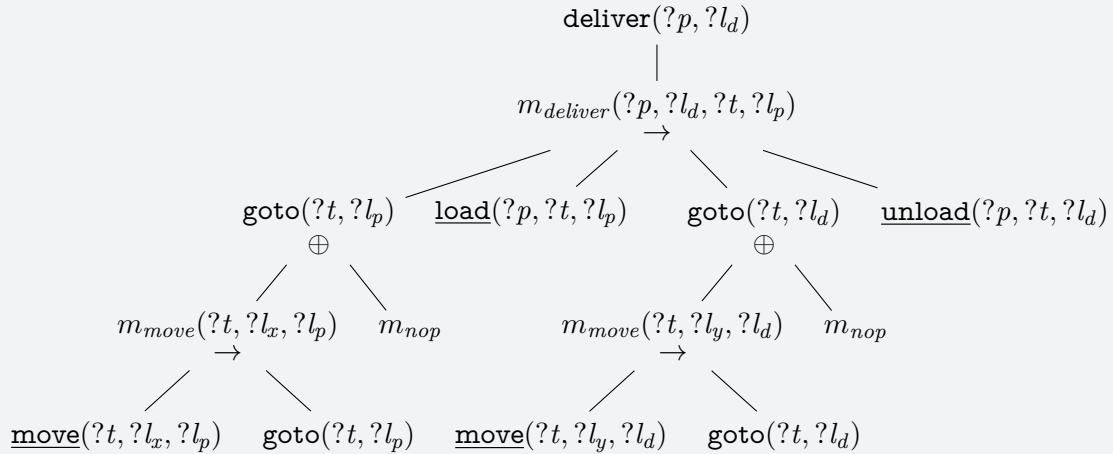 deliver(?p, ?l_d)
m_deliver(?p, ?l_d, ?t, ?l_p)
→
goto(?t, ?l_p) load(?p, ?t, ?l_p) goto(?t, ?l_d) unload(?p, ?t, ?l_d)
⊕ ⊕
m_move(?t, ?l_x, ?l_p) m_nop m_move(?t, ?l_y, ?l_d) m_nop
→ →
move(?t, ?l_x, ?l_p) goto(?t, ?l_p) move(?t, ?l_y, ?l_d) goto(?t, ?l_d)